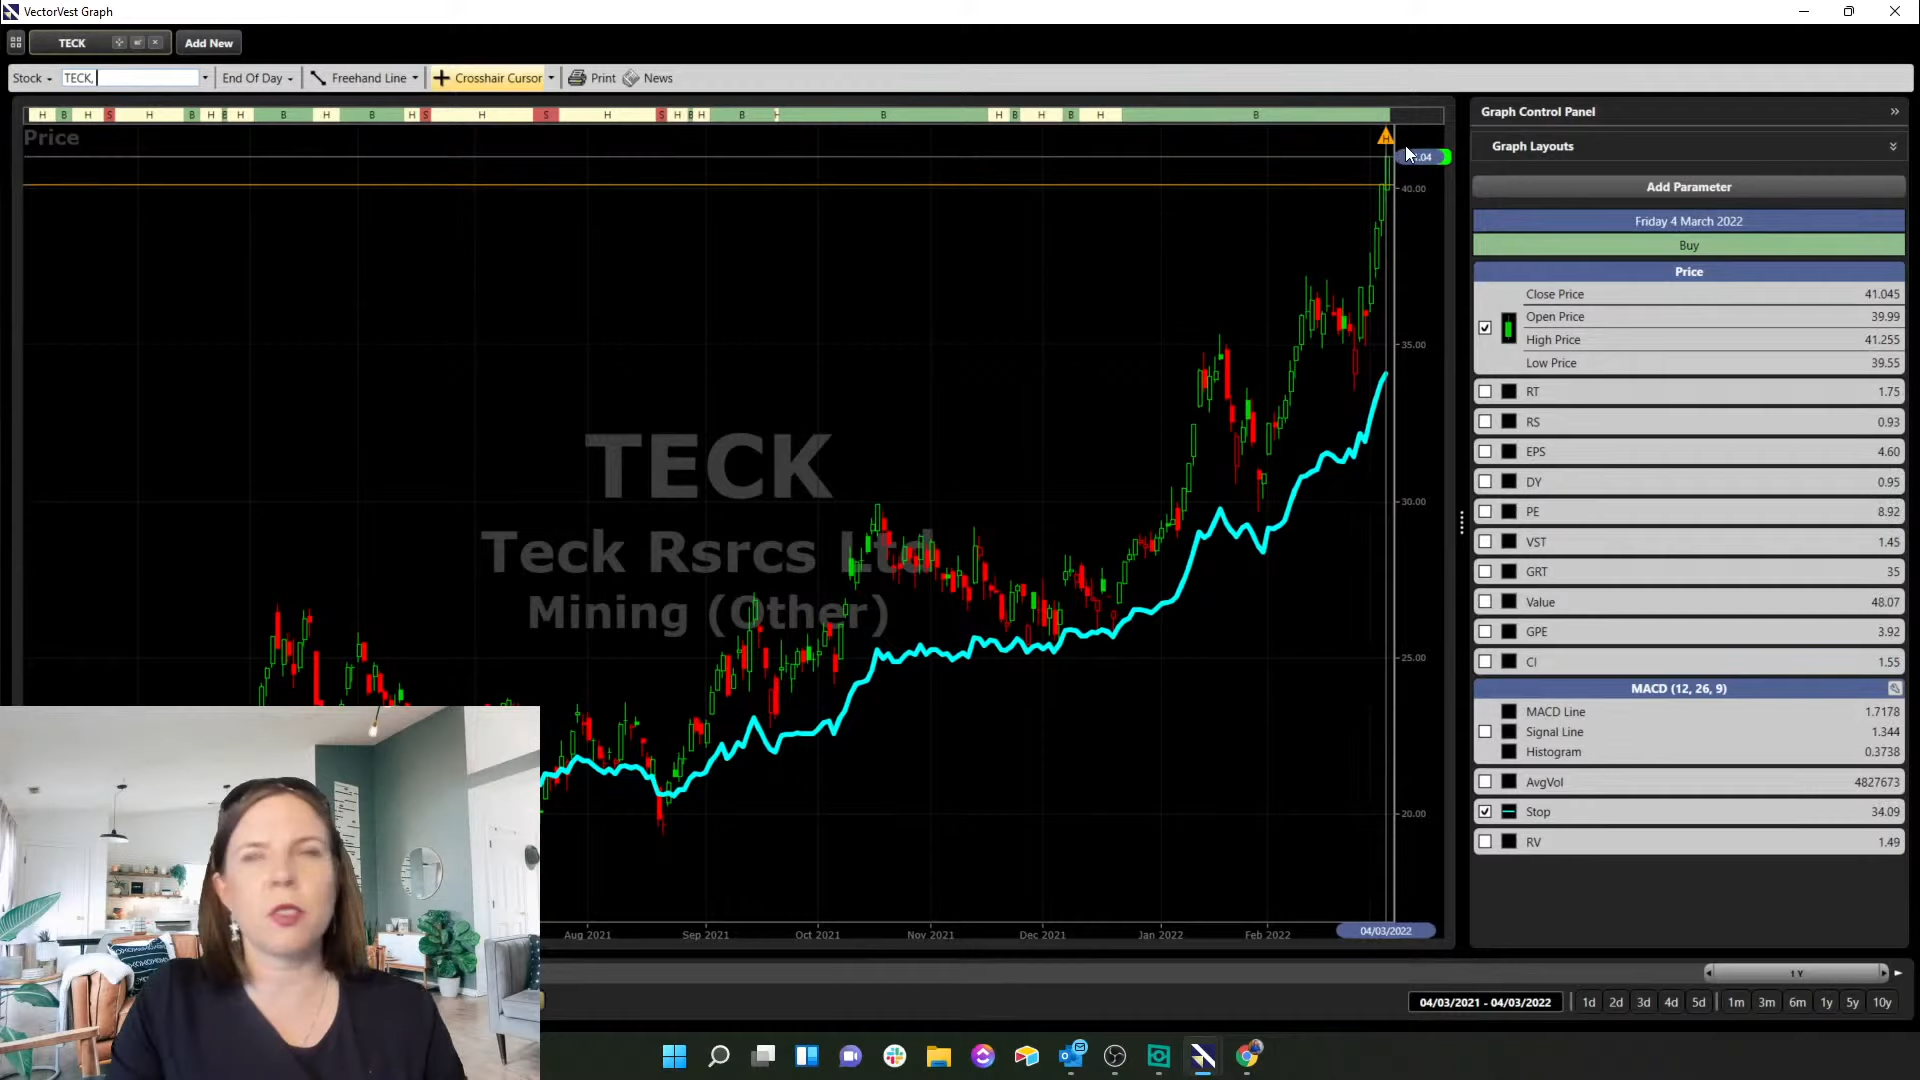 VectorVest Graph
TECK
Add New
Stock
TECK,
End Of Day
Freehand Line
Crosshair Cursor
Print
News
H B H S H B H B H B H B H S H S H S H B H B H B H B H B H B
Price
40.00
35.00
30.00
25.00
20.00
TECK
Teck Rsrcs Ltd
Mining (Other)
Aug 2021
Sep 2021
Oct 2021
Nov 2021
Dec 2021
Jan 2022
Feb 2022
04/03/2022
Graph Control Panel
Graph Layouts
Add Parameter
Friday 4 March 2022
Buy
Price
Close Price 41.045
Open Price 39.99
High Price 41.255
Low Price 39.55
RT 1.75
RS 0.93
EPS 4.60
DY 0.95
PE 8.92
VST 1.45
GRT 35
Value 48.07
GPE 3.92
CI 1.55
MACD (12, 26, 9)
MACD Line 1.7178
Signal Line 1.344
Histogram 0.3738
AvgVol 4827673
Stop 34.09
RV 1.49
1 Y
04/03/2021 - 04/03/2022
1d 2d 3d 4d 5d 1m 3m 6m 1y 5y 10y